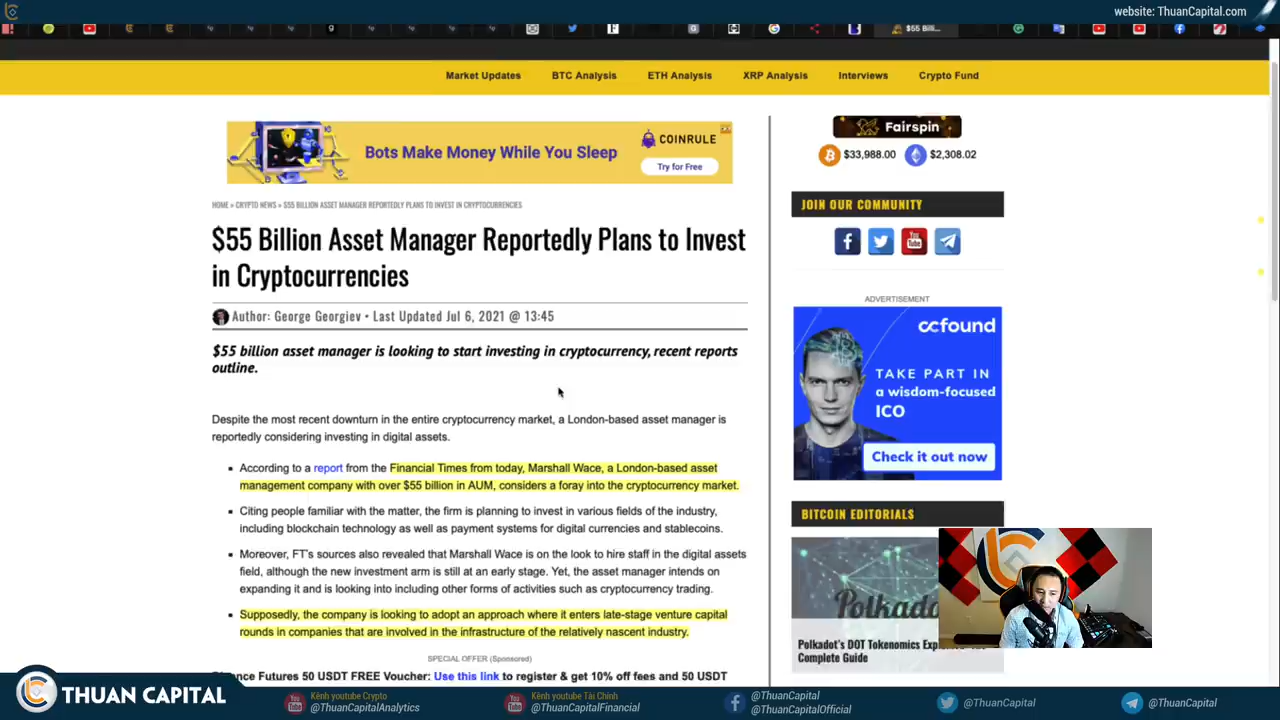 website: ThuanCapital.com
$55 Billi...
Market Updates
BTC Analysis
ETH Analysis
XRP Analysis
Interviews
Crypto Fund
Bots Make Money While You Sleep
COINRULE
Try for Free
Fairspin
$33,988.00
$2,308.02
HOME » CRYPTO NEWS » $55 BILLION ASSET MANAGER REPORTEDLY PLANS TO INVEST IN CRYPTOCURRENCIES
JOIN OUR COMMUNITY
$55 Billion Asset Manager Reportedly Plans to Invest
in Cryptocurrencies
Author: George Georgiev • Last Updated Jul 6, 2021 @ 13:45
$55 billion asset manager is looking to start investing in cryptocurrency, recent reports
outline.
Despite the most recent downturn in the entire cryptocurrency market, a London-based asset manager is
reportedly considering investing in digital assets.
According to a report from the Financial Times from today, Marshall Wace, a London-based asset
management company with over $55 billion in AUM, considers a foray into the cryptocurrency market.
Citing people familiar with the matter, the firm is planning to invest in various fields of the industry,
including blockchain technology as well as payment systems for digital currencies and stablecoins.
Moreover, FT's sources also revealed that Marshall Wace is on the look to hire staff in the digital assets
field, although the new investment arm is still at an early stage. Yet, the asset manager intends on
expanding it and is looking into including other forms of activities such as cryptocurrency trading.
Supposedly, the company is looking to adopt an approach where it enters late-stage venture capital
rounds in companies that are involved in the infrastructure of the relatively nascent industry.
SPECIAL OFFER (Sponsored)
Futures 50 USDT FREE Voucher: Use this link to register & get 10% off fees and 50 USDT
ADVERTISEMENT
ccfound
TAKE PART IN
a wisdom-focused
ICO
Check it out now
BITCOIN EDITORIALS
Polkado
Polkadot's DOT Tokenomics
Complete Guide
THUAN CAPITAL
Kênh youtube Crypto
@ThuanCapitalAnalytics
Kênh youtube Tài Chính
@ThuanCapitalFinancial
@ThuanCapital
@ThuanCapitalOfficial
@ThuanCapital
@ThuanCapital